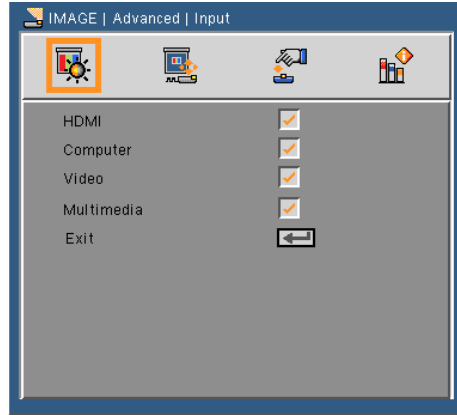 IMAGE | Advanced | Input
HDMI
Computer
Video
Multimedia
Exit